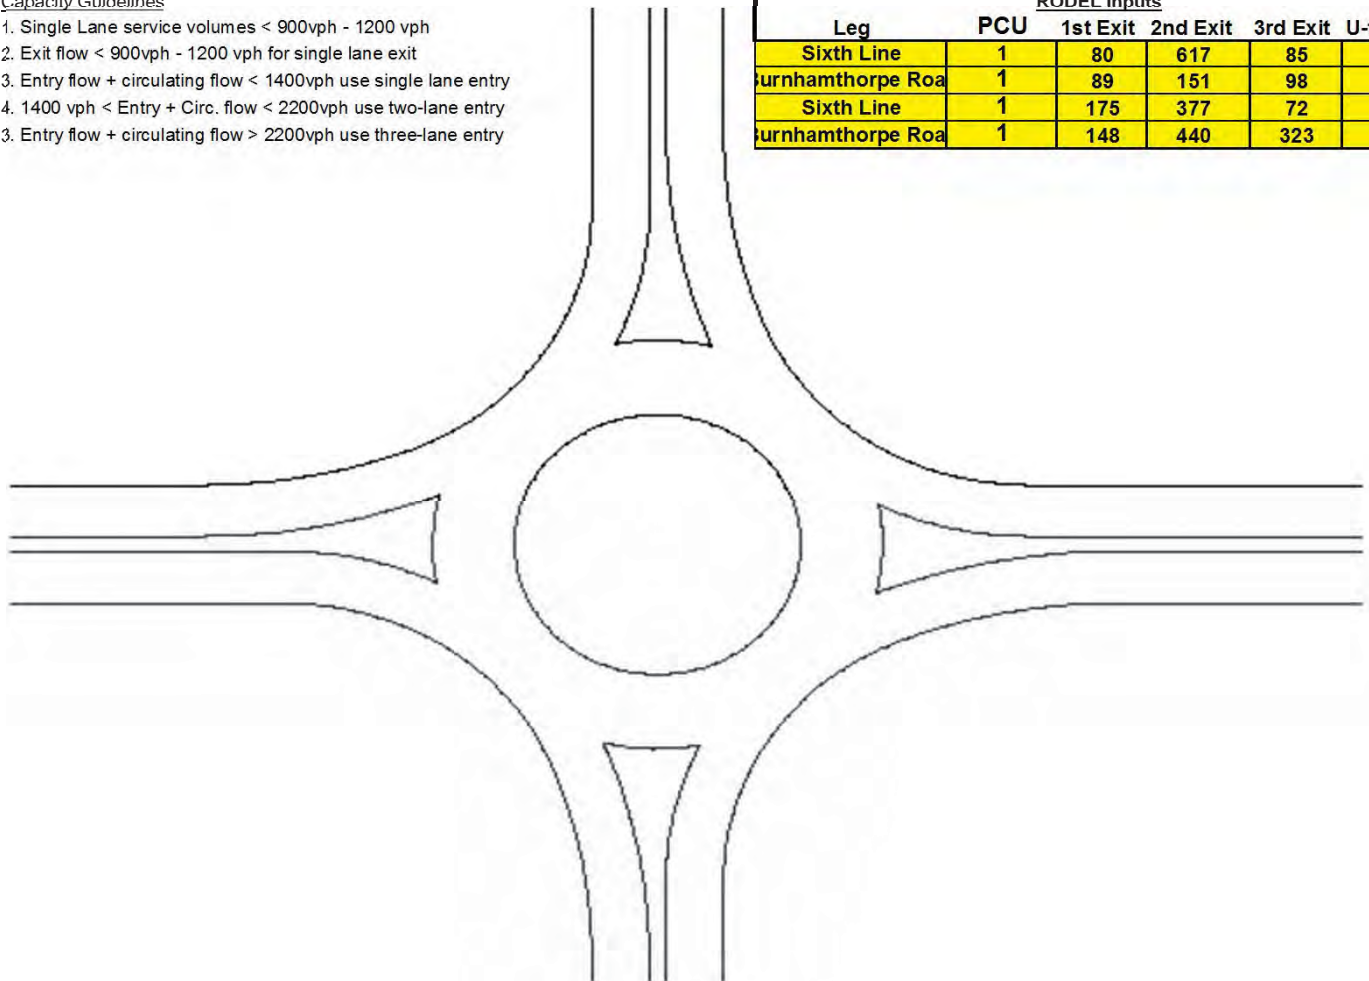 Capacity Guidelines
1. Single Lane service volumes < 900vph - 1200 vph
2. Exit flow < 900vph - 1200 vph for single lane exit
3. Entry flow + circulating flow < 1400vph use single lane entry
4. 1400 vph < Entry + Circ. flow < 2200vph use two-lane entry
3. Entry flow + circulating flow > 2200vph use three-lane entry
RODEL Inputs
Leg PCU 1st Exit 2nd Exit 3rd Exit U-
Sixth Line 1 80 617 85
urnhamthorpe Roa 1 89 151 98
Sixth Line 1 175 377 72
urnhamthorpe Roa 1 148 440 323